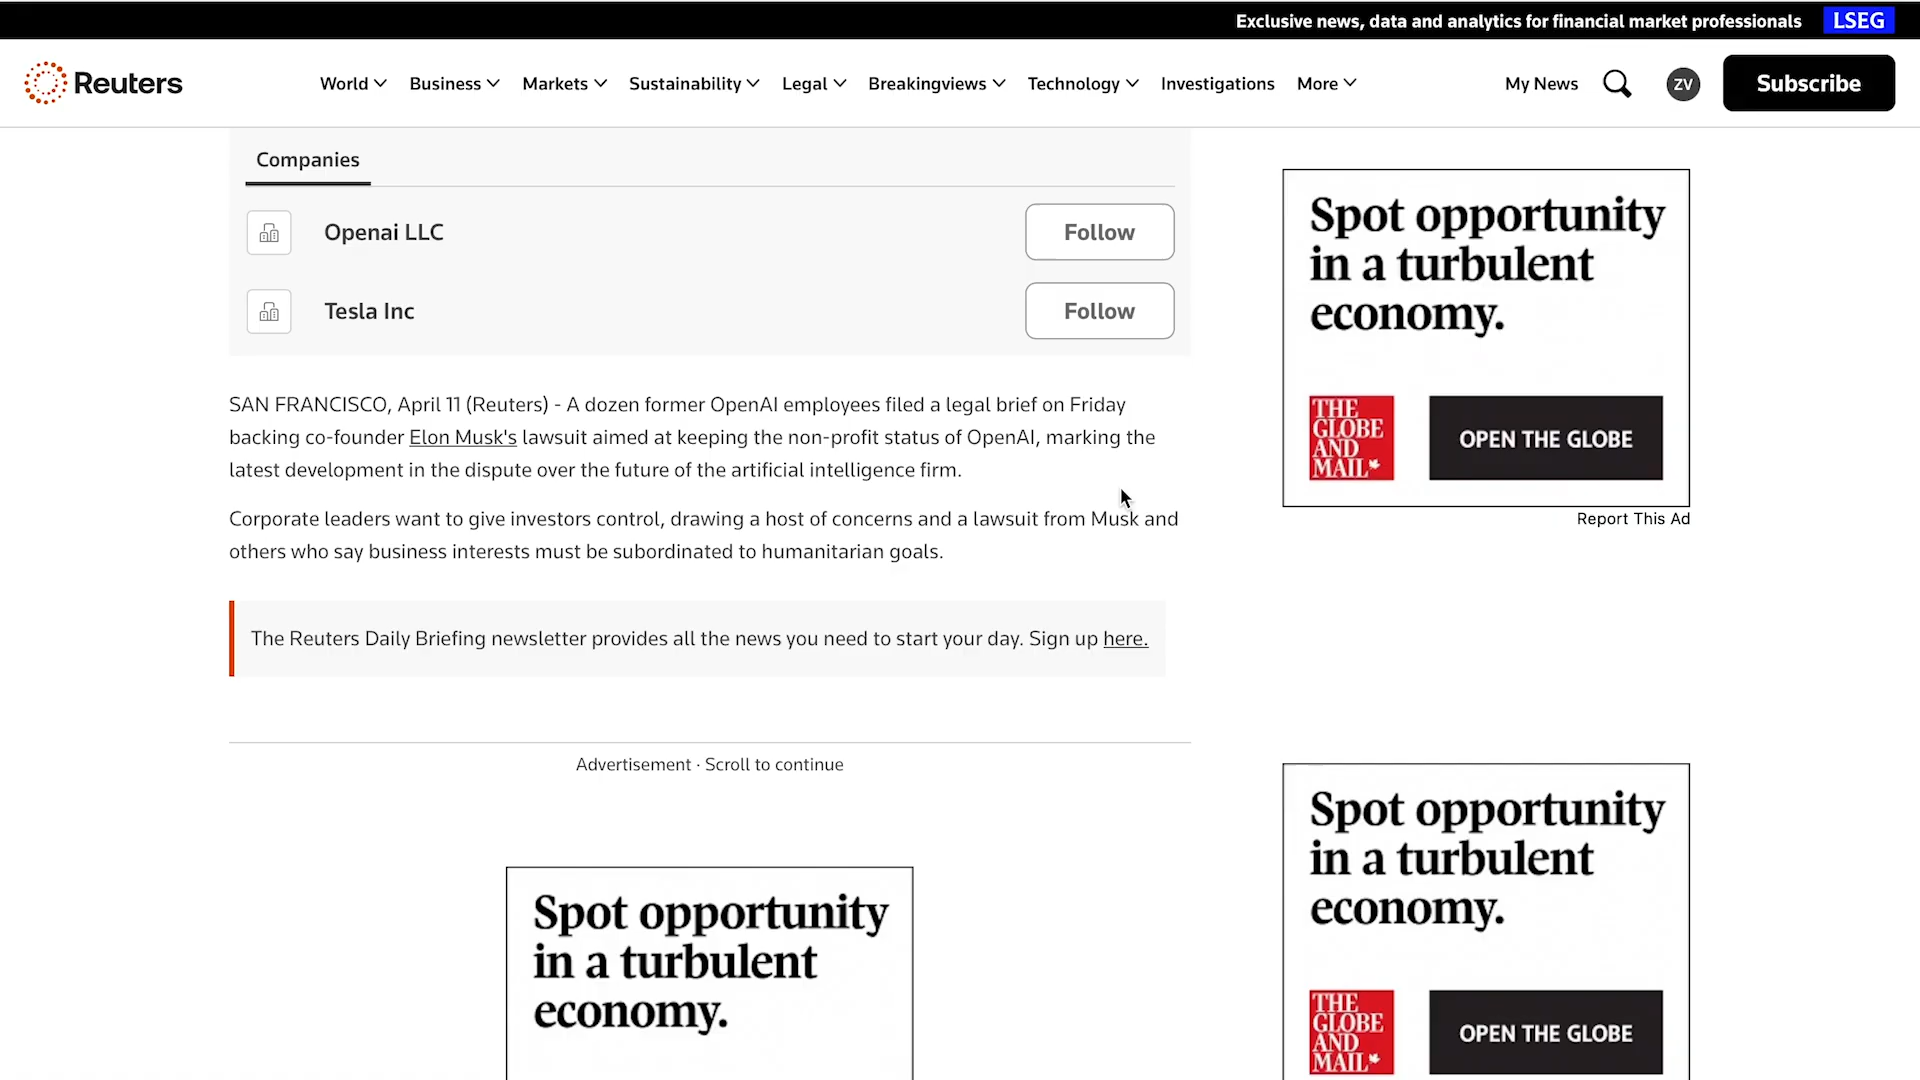 Exclusive news, data and analytics for financial market professionals LSEG
Reuters World Business Markets Sustainability Legal Breakingviews Technology Investigations More My News ZV Subscribe
Companies
Openai LLC Follow
Tesla Inc Follow
SAN FRANCISCO, April 11 (Reuters) - A dozen former OpenAI employees filed a legal brief on Friday
backing co-founder Elon Musk's lawsuit aimed at keeping the non-profit status of OpenAI, marking the
latest development in the dispute over the future of the artificial intelligence firm.
Corporate leaders want to give investors control, drawing a host of concerns and a lawsuit from Musk and
others who say business interests must be subordinated to humanitarian goals.
The Reuters Daily Briefing newsletter provides all the news you need to start your day. Sign up here.
Advertisement · Scroll to continue
Spot opportunity
in a turbulent
economy.
Spot opportunity
in a turbulent
economy.
THE
GLOBE
AND
MAIL
OPEN THE GLOBE
Report This Ad
Spot opportunity
in a turbulent
economy.
THE
GLOBE
AND
MAIL
OPEN THE GLOBE